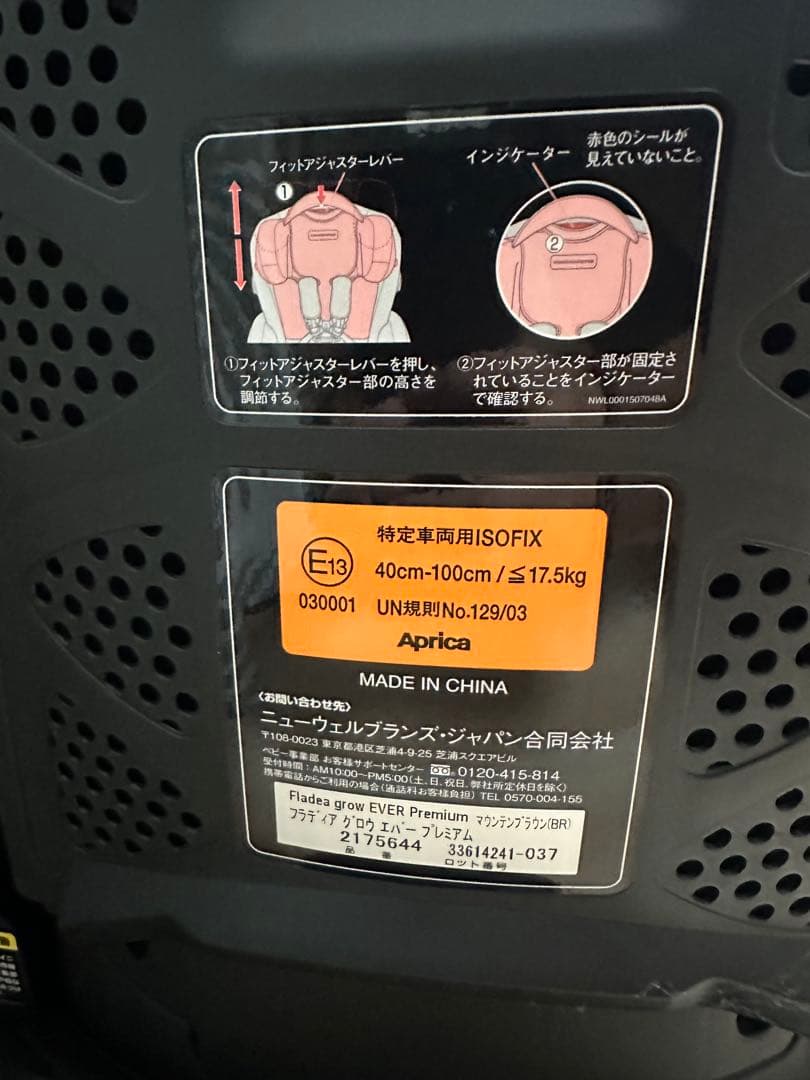 フィットアジャスターレバー
①
インジケーター
赤色のシールが
見えていないこと。
②
①フィットアジャスターレバーを押し、
フィットアジャスター部の高さを
調節する。
②フィットアジャスター部が固定さ
れていることをインジケーター
で確認する。
NWL0001507048A
特定車両用ISOFIX
E13
40cm-100cm/≦17.5kg
030001 UN規則No.129/03
Aprica
MADE IN CHINA
〈お問い合わせ先〉
ニューウェルブランズ・ジャパン合同会社
〒108-0023 東京都港区芝浦4-9-25 芝浦スクエアビル
ベビー事業部 お客様サポートセンター 0120-415-814
受付時間:AM10:00〜PM5:00(土、日、祝日、弊社所定休日を除く)
携帯電話からご利用の場合(通話料お客様負担) TEL 0570-004-155
Fladea grow EVER Premium マウンテンブラウン(BR)
フラディア グロウ エバー プレミアム
2175644 33614241-037
品番 ロット番号